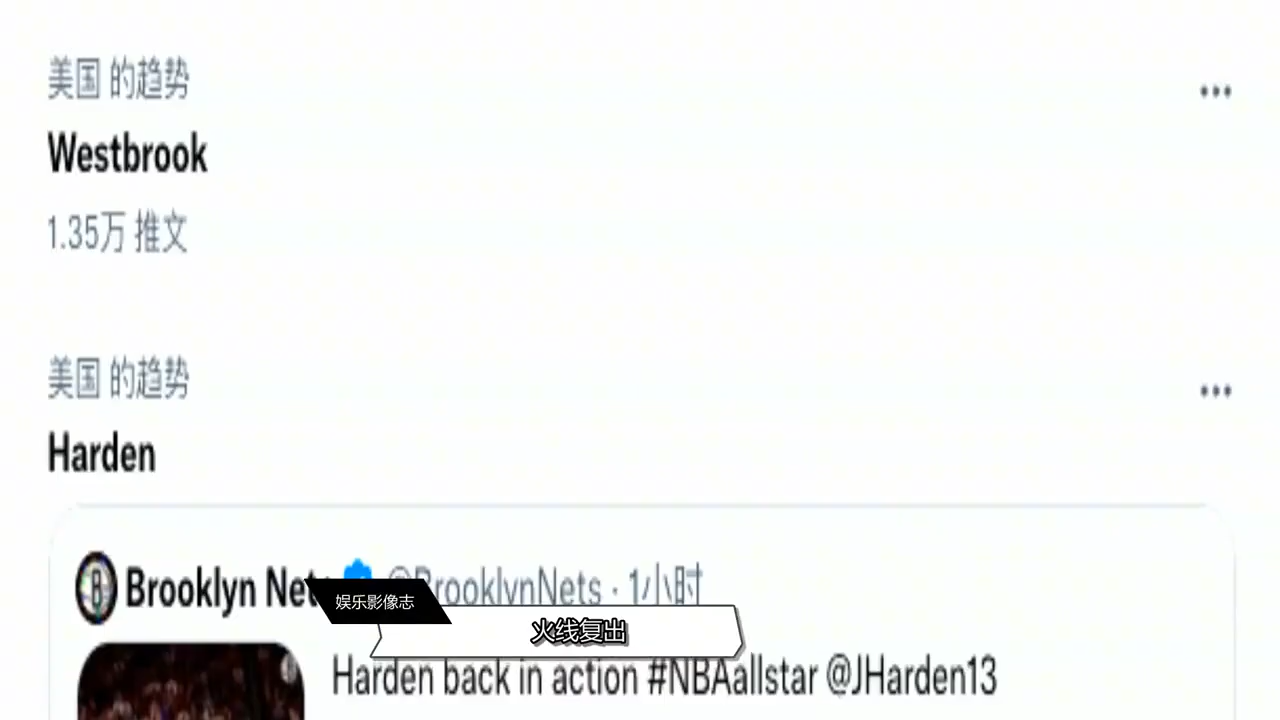 美国 的趋势
Westbrook
1.35万 推文
美国 的趋势
Harden
Brooklyn Nets @BrooklynNets · 1小时
娱乐影像志
火线复出
Harden back in action #NBAallstar @JHarden13